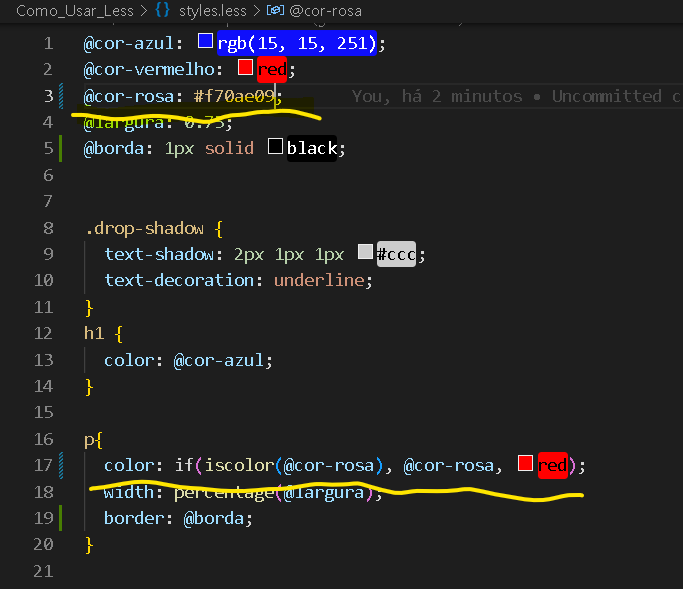 Como_Usar_Less > {} styles.less > @cor-rosa
1 @cor-azul: rgb(15, 15, 251);
2 @cor-vermelho: red;
3 @cor-rosa: #f70ae09; You, há 2 minutos • Uncommitted c
4 @largura: 0.75;
5 @borda: 1px solid black;
6
7
8 .drop-shadow {
9 text-shadow: 2px 1px 1px #ccc;
10 text-decoration: underline;
11 }
12 h1 {
13 color: @cor-azul;
14 }
15
16 p{
17 color: if(iscolor(@cor-rosa), @cor-rosa, red);
18 width: percentage(@largura);
19 border: @borda;
20 }
21